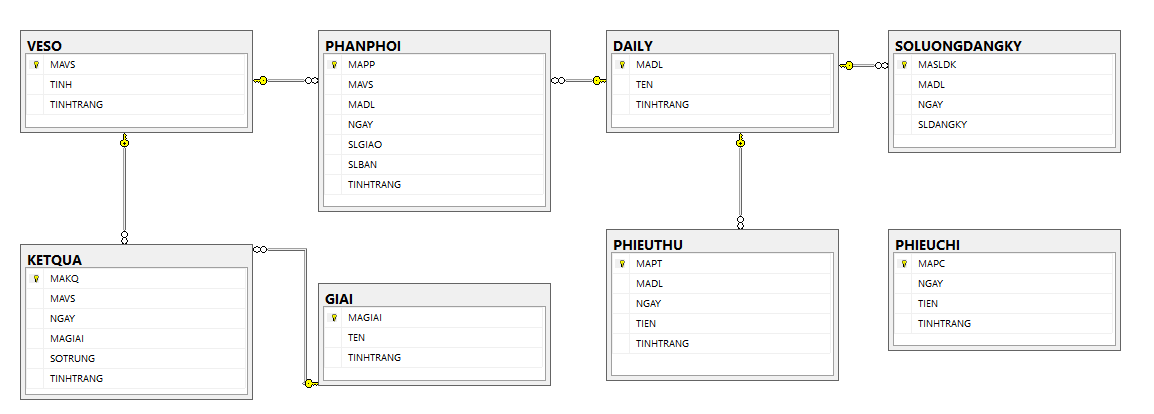 VESO
MAVS
TINH
TINHTRANG
PHANPHOI
MAPP
MAVS
MADL
NGAY
SLGIAO
SLBAN
TINHTRANG
DAILY
MADL
TEN
TINHTRANG
SOLUONGDANGKY
MASLDK
MADL
NGAY
SLDANGKY
KETQUA
MAKQ
MAVS
NGAY
MAGIAI
SOTRUNG
TINHTRANG
GIAI
MAGIAI
TEN
TINHTRANG
PHIEUTHU
MAPT
MADL
NGAY
TIEN
TINHTRANG
PHIEUCHI
MAPC
NGAY
TIEN
TINHTRANG